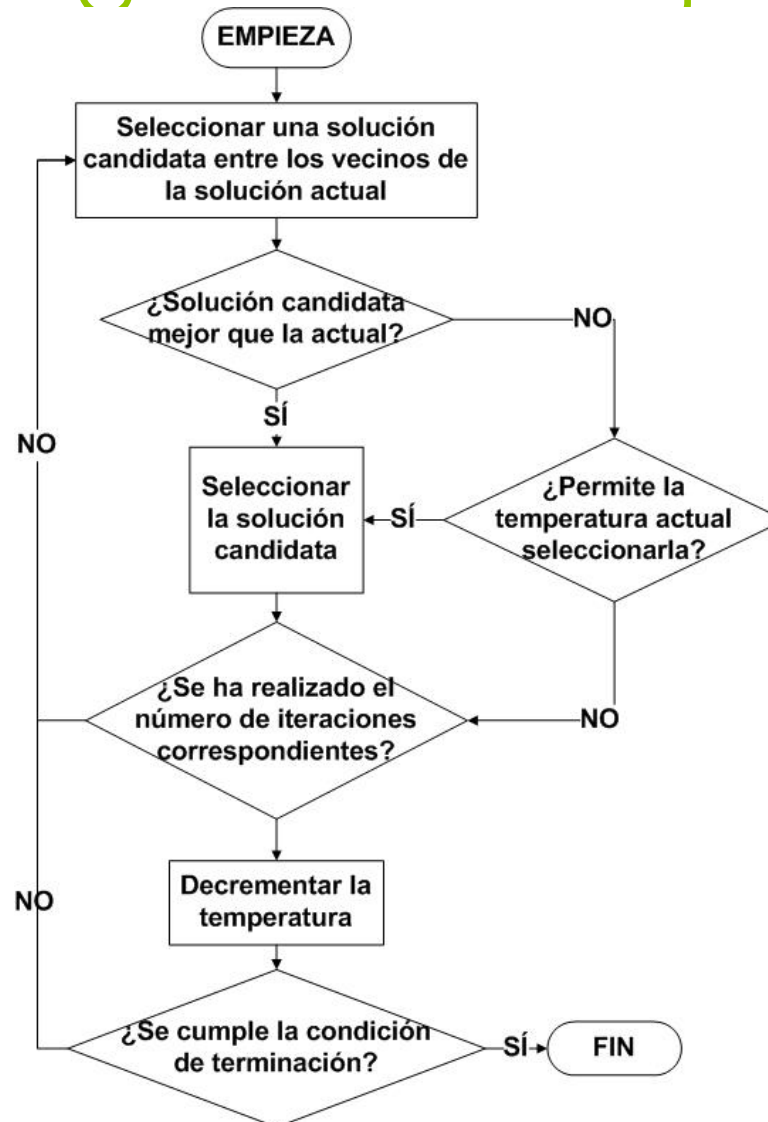 EMPIEZA
Seleccionar una solución
candidata entre los vecinos de
la solución actual
¿Solución candidata
mejor que la actual?
NO
SÍ
NO
Seleccionar
la solución
candidata
SÍ
¿Permite la
temperatura actual
seleccionarla?
¿Se ha realizado el
número de iteraciones
correspondientes?
NO
Decrementar la
temperatura
NO
¿Se cumple la condición
de terminación?
SÍ
FIN